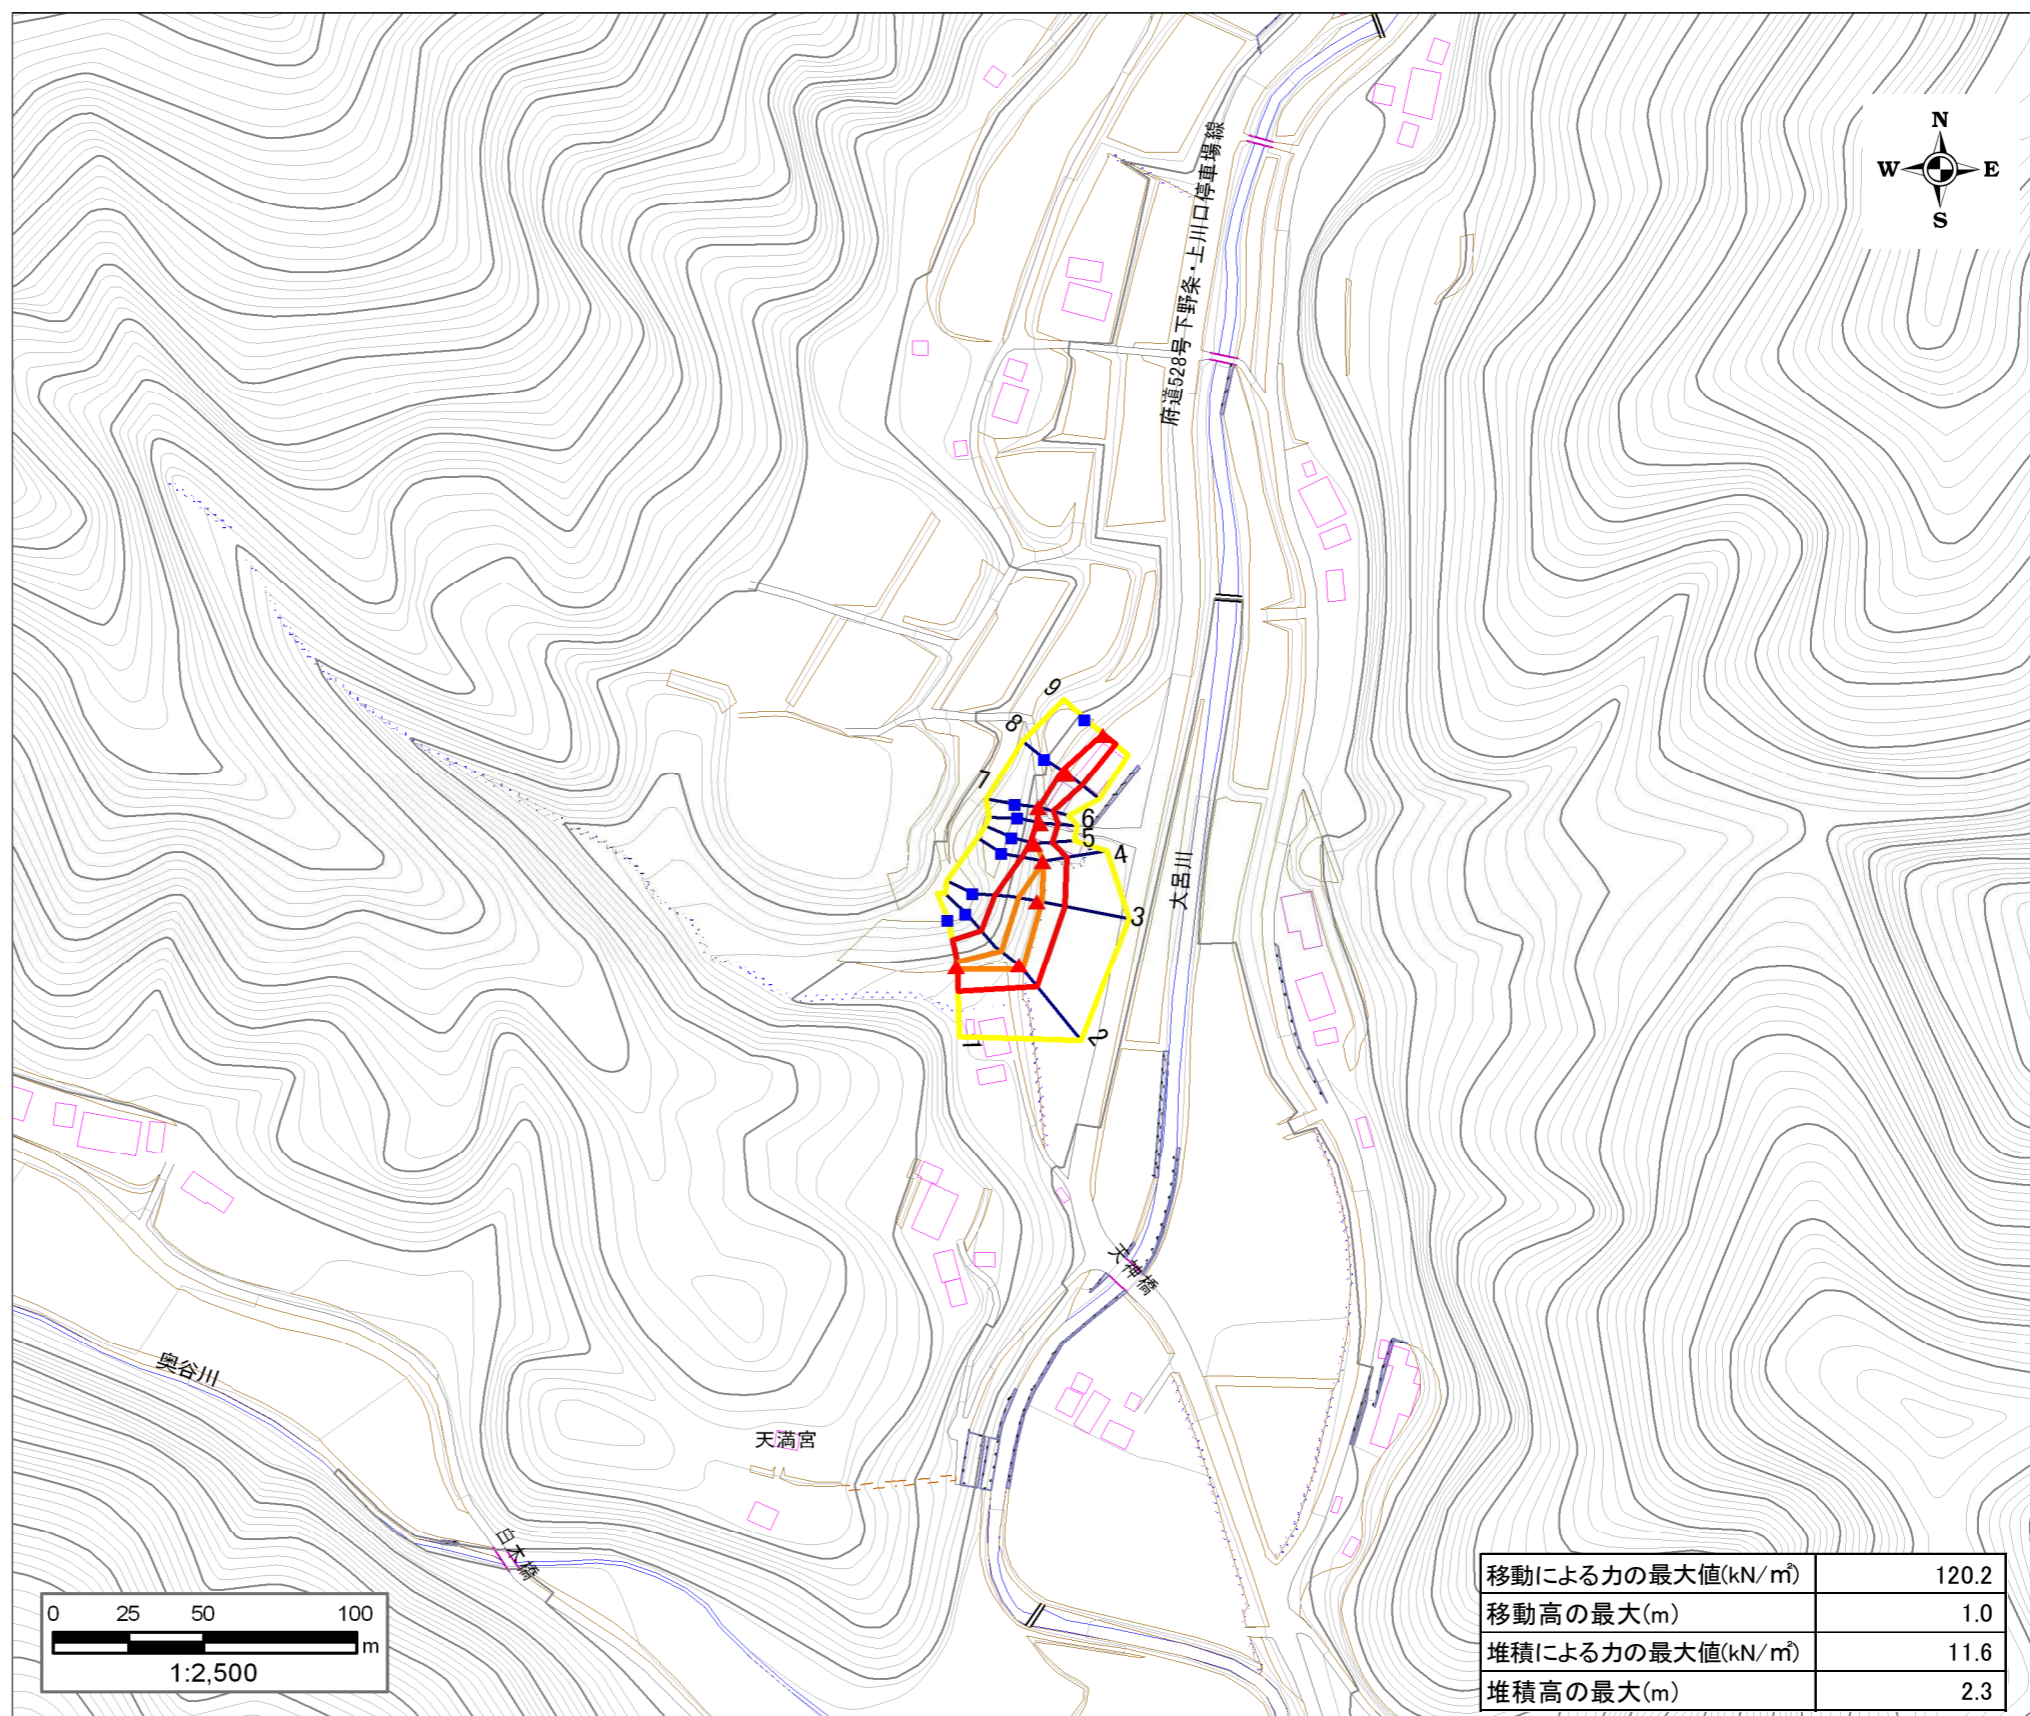 N
W E
S
府道528号下野条・上川口停車場線
9
8
7
6
5
4
3
2
1
大呂川
天神橋
奥谷川
天満宮
白木橋
0 25 50 100
m
1:2,500
移動による力の最大値(kN/㎡) 120.2
移動高の最大(m) 1.0
堆積による力の最大値(kN/㎡) 11.6
堆積高の最大(m) 2.3